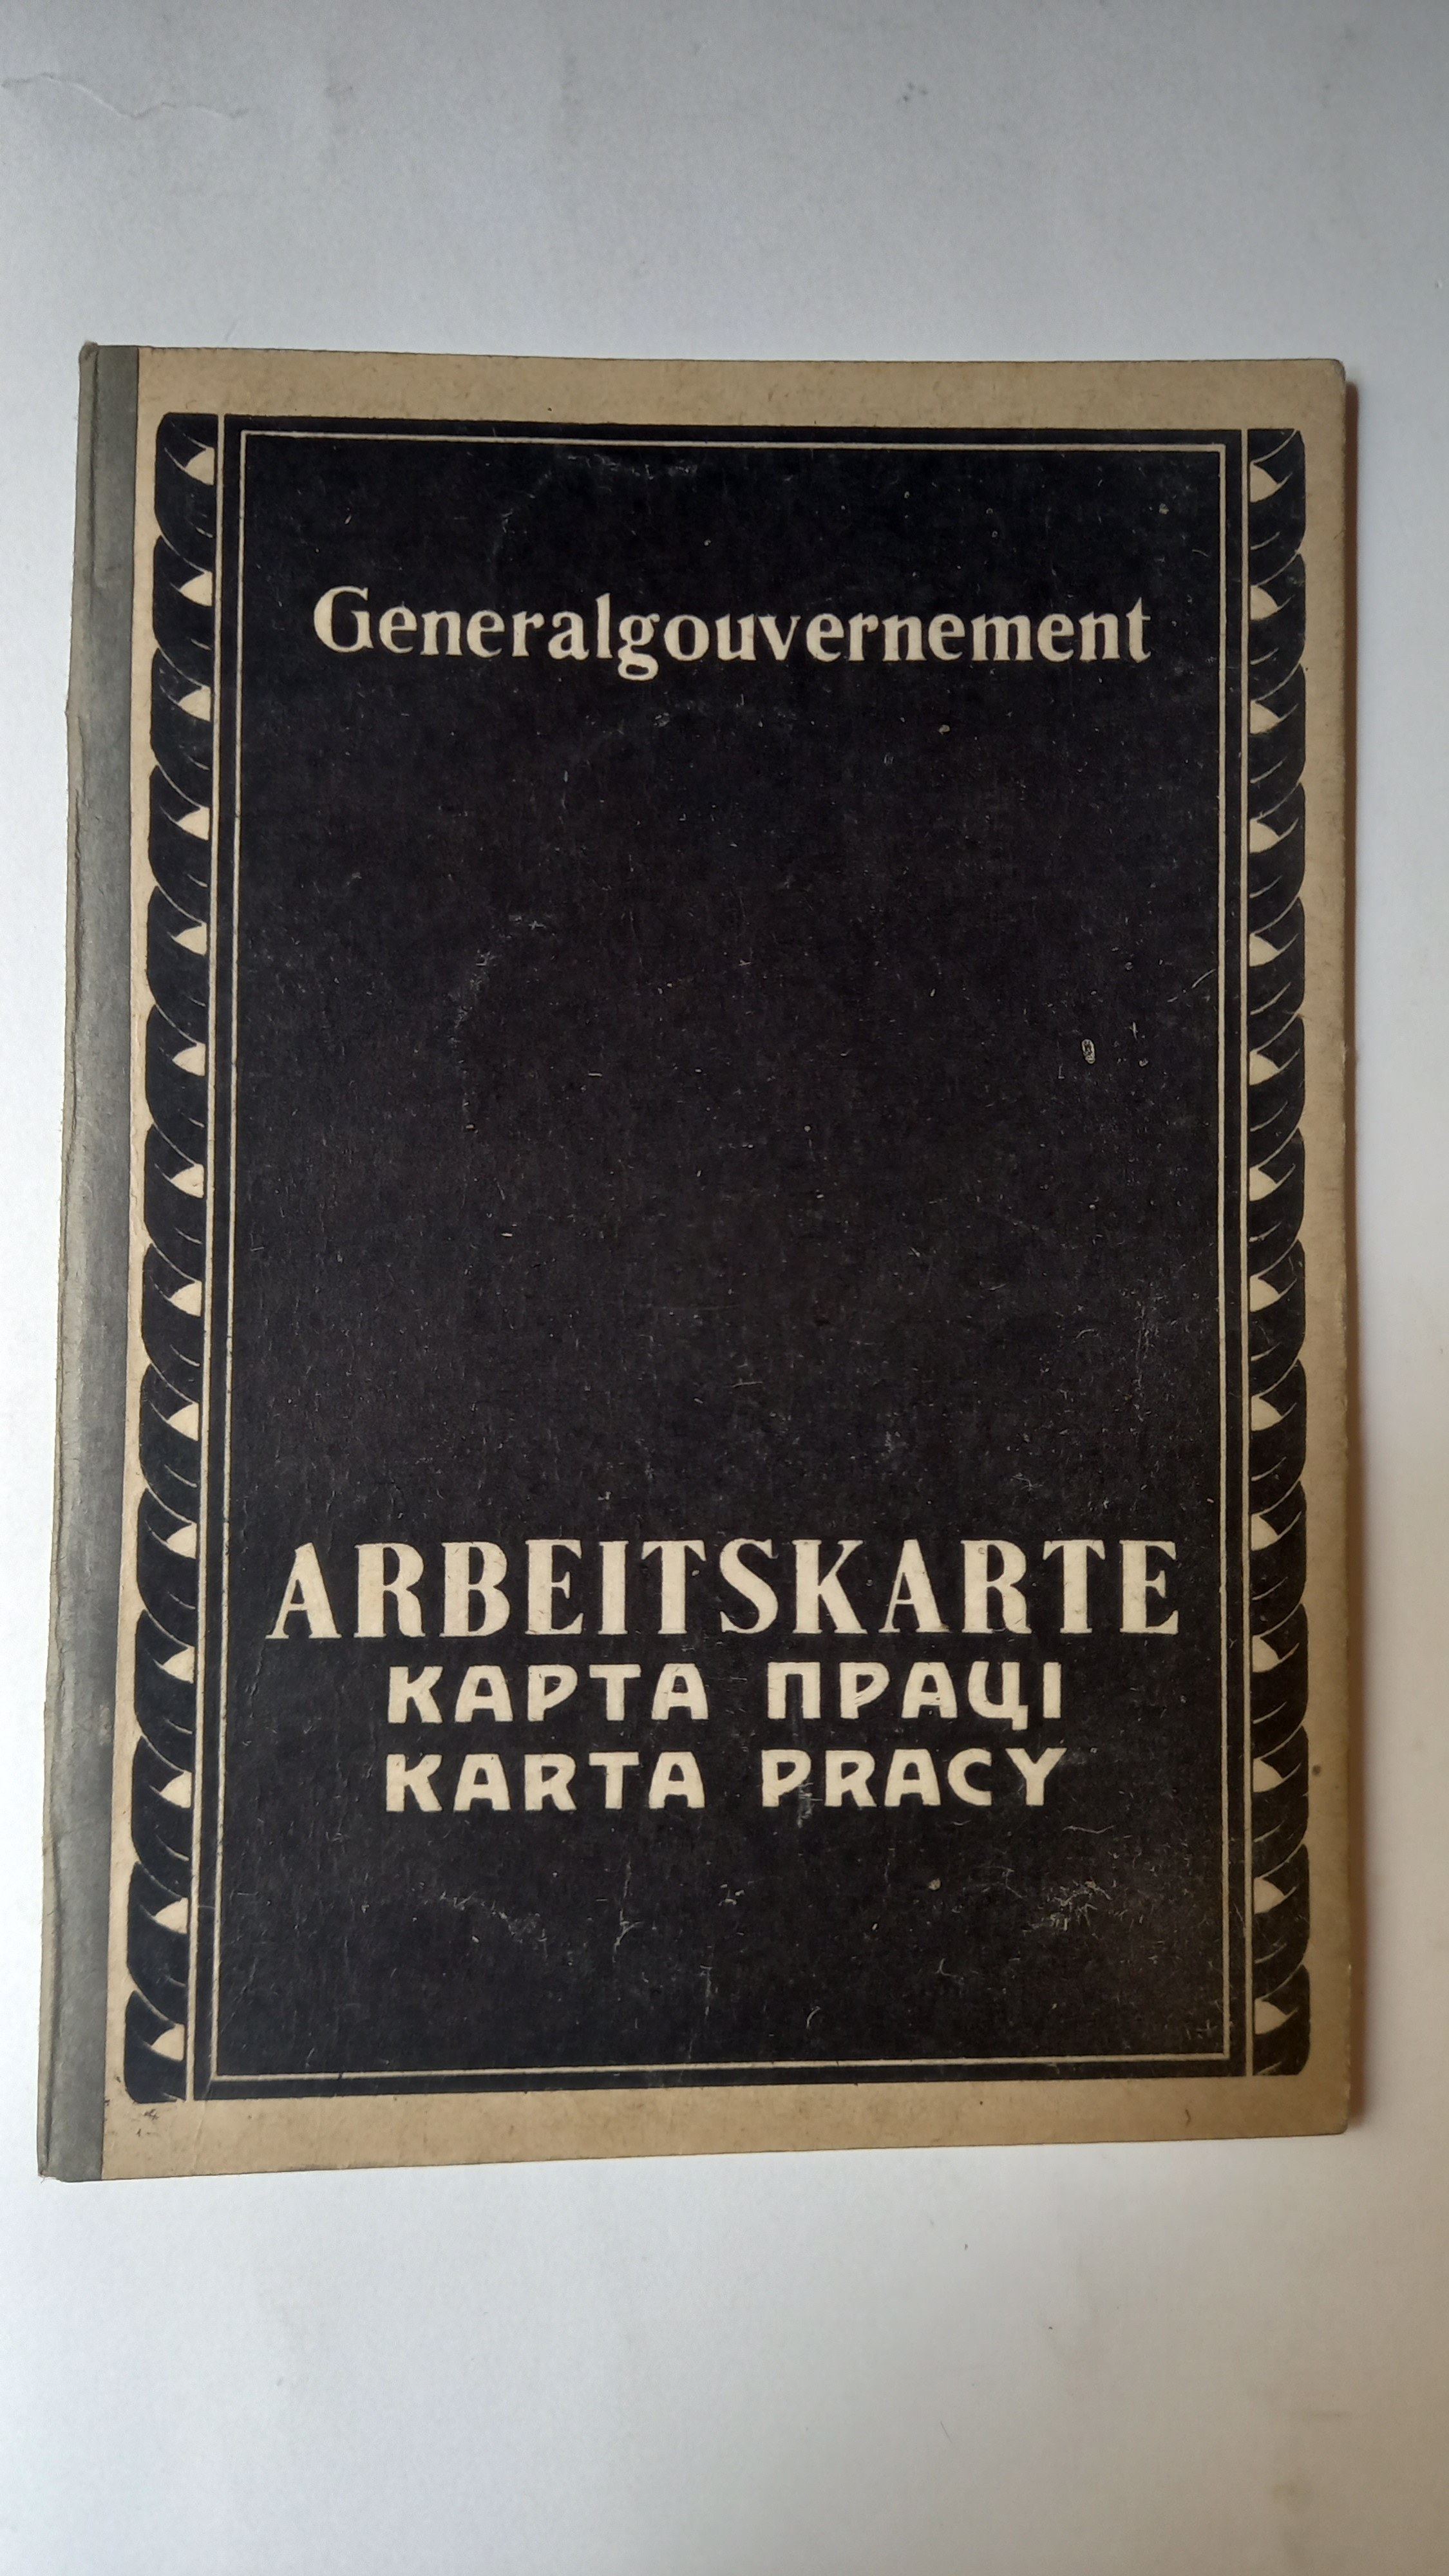 Generalgouvernement
ARBEITSKARTE
КАРТА ПРАЦІ
KARTA PRACY